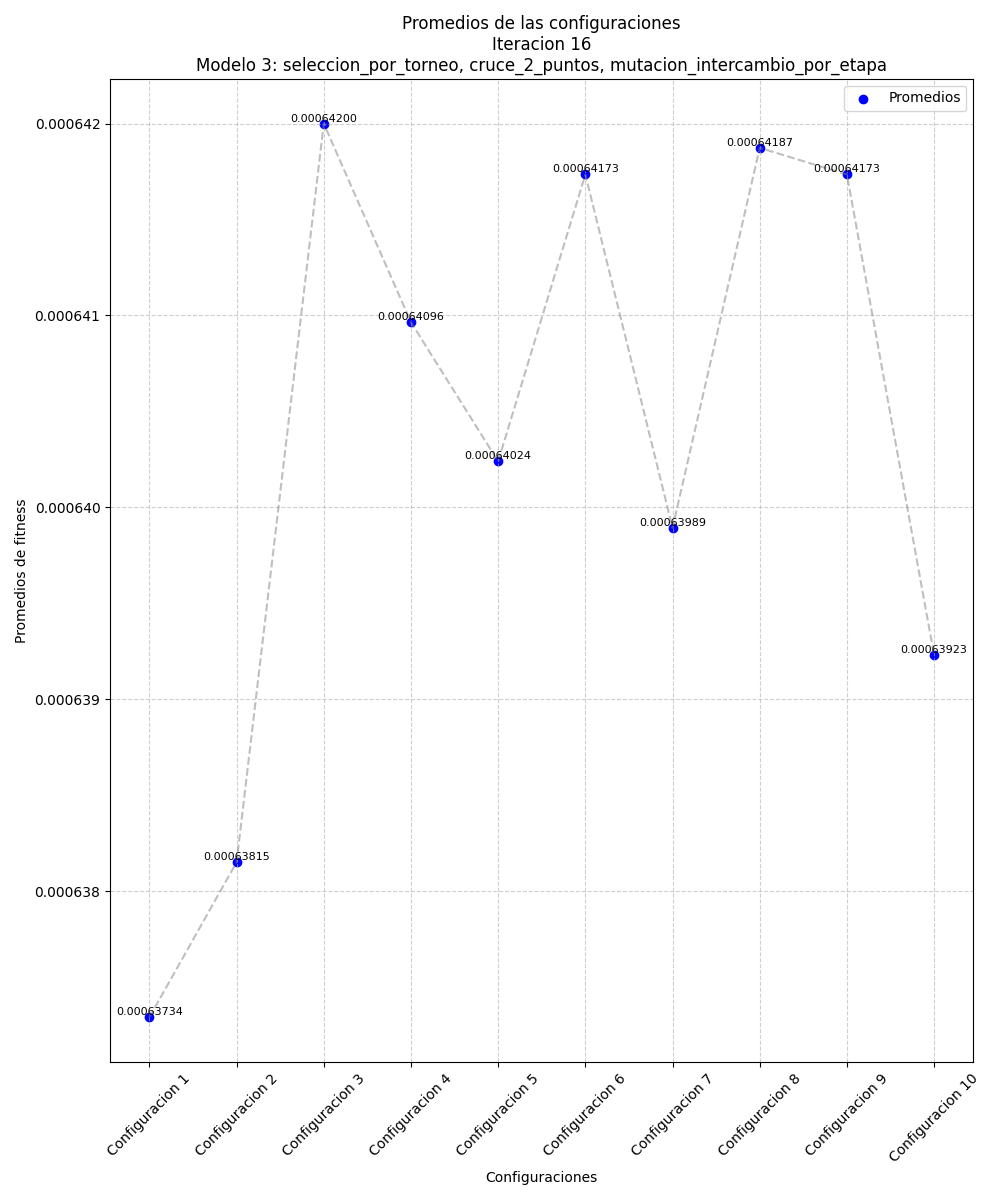 Promedios de las configuraciones
Iteracion 16
Modelo 3: seleccion_por_torneo, cruce_2_puntos, mutacion_intercambio_por_etapa
Promedios
0.000642
0.000641
0.000640
0.000639
0.000638
Promedios de fitness
0.00063734
0.00063815
0.00064200
0.00064096
0.00064024
0.00064173
0.00063989
0.00064187
0.00064173
0.00063923
Configuracion 1
Configuracion 2
Configuracion 3
Configuracion 4
Configuracion 5
Configuracion 6
Configuracion 7
Configuracion 8
Configuracion 9
Configuracion 10
Configuraciones